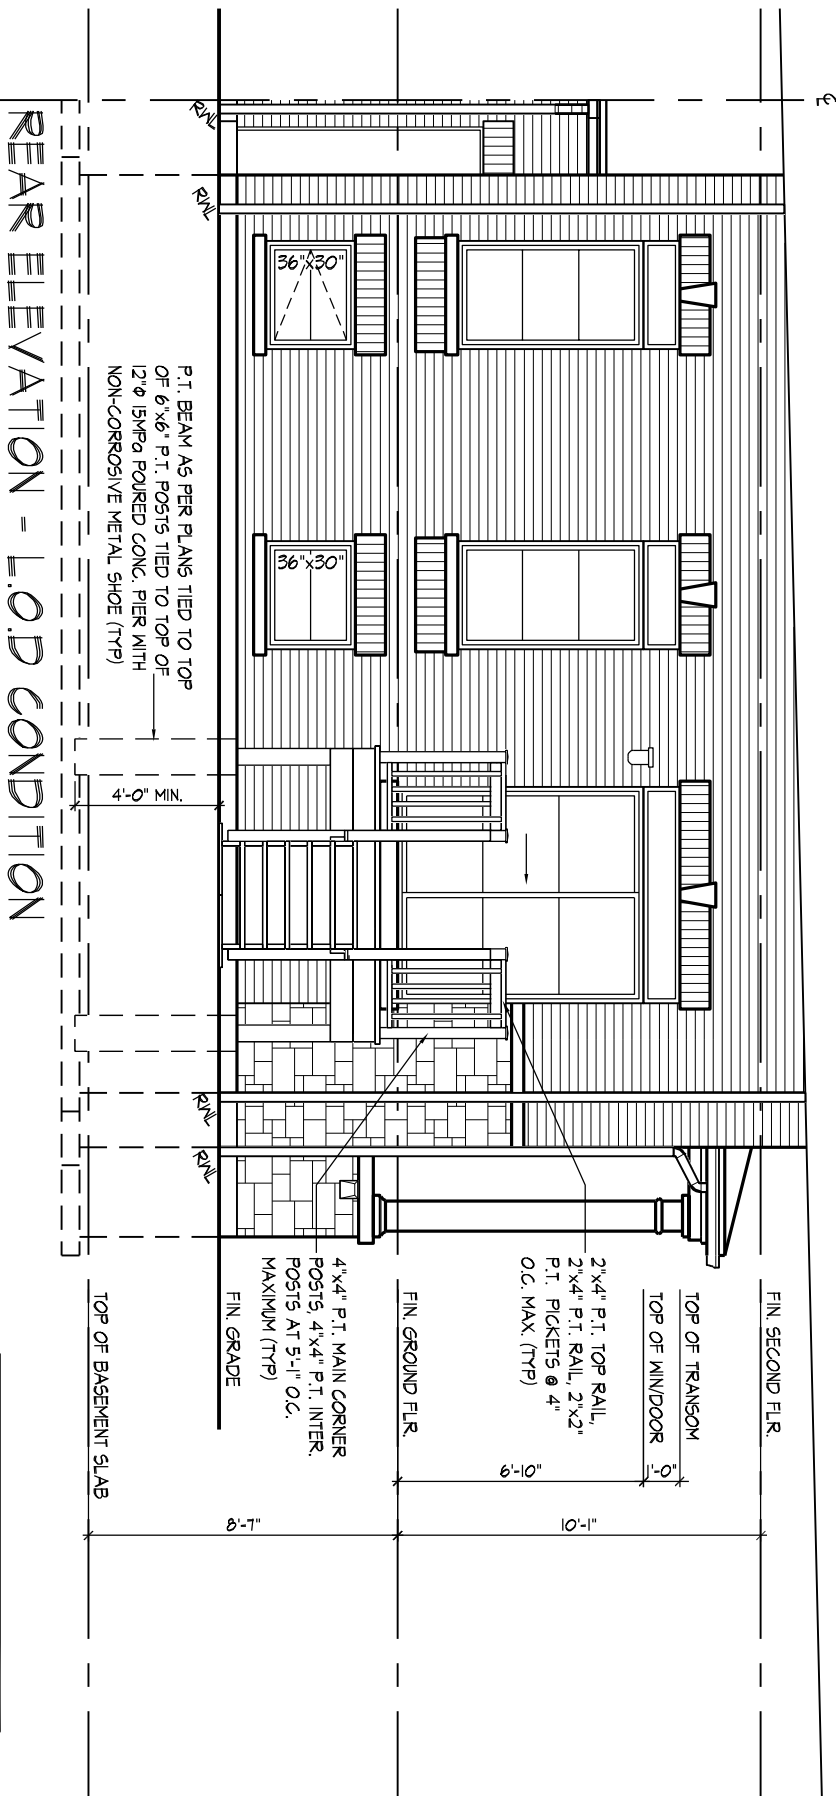 FIN. SECOND FLR.
TOP OF TRANSOM
TOP OF WIN/DOOR
2"x4" P.T. TOP RAIL,
2"x4" P.T. RAIL, 2"x2"
P.T. PICKETS @ 4"
O.C. MAX. (TYP)
FIN. GROUND FLR.
4"x4" P.T. MAIN CORNER
POSTS, 4"x4" P.T. INTER.
POSTS AT 5'-1" O.C.
MAXIMUM (TYP)
FIN. GRADE
TOP OF BASEMENT SLAB
1'-0"
6'-10"
10'-1"
8'-7"
RWL
RWL
RWL
RWL
36"x30"
36"x30"
P.T. BEAM AS PER PLANS TIED TO TOP
OF 6"x6" P.T. POSTS TIED TO TOP OF
12"Φ 15MPa POURED CONC. PIER WITH
NON-CORROSIVE METAL SHOE (TYP)
4'-0" MIN.
REAR ELEVATION - L.O.D CONDITION